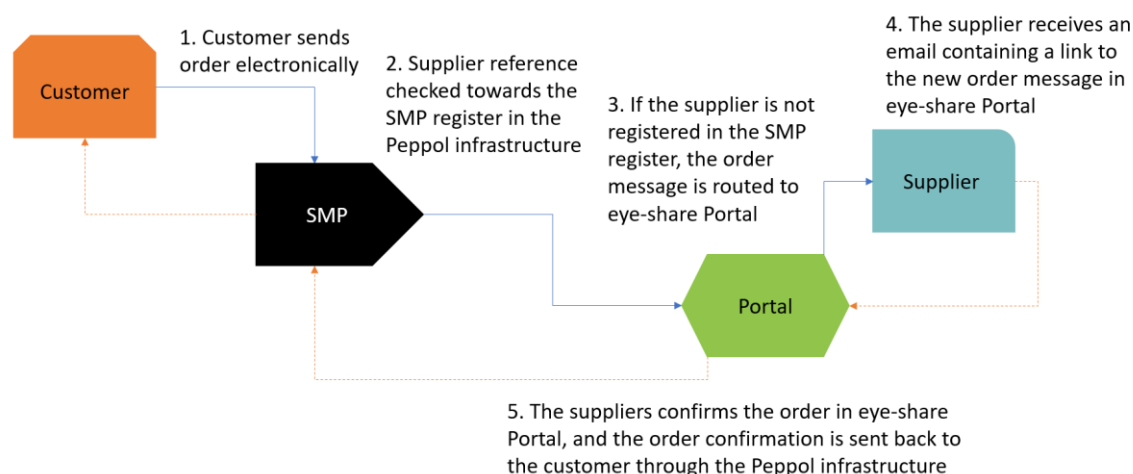 1. Customer sends
order electronically
Customer
2. Supplier reference
checked towards the
SMP register in the
Peppol infrastructure
SMP
3. If the supplier is not
registered in the SMP
register, the order
message is routed to
eye-share Portal
Portal
4. The supplier receives an
email containing a link to
the new order message in
eye-share Portal
Supplier
5. The suppliers confirms the order in eye-share
Portal, and the order confirmation is sent back to
the customer through the Peppol infrastructure